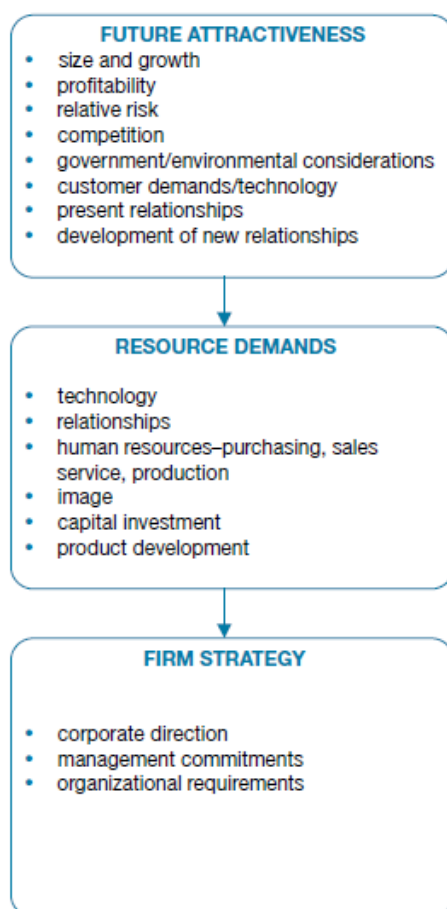 FUTURE ATTRACTIVENESS
• size and growth
• profitability
• relative risk
• competition
• government/environmental considerations
• customer demands/technology
• present relationships
• development of new relationships
RESOURCE DEMANDS
• technology
• relationships
• human resources–purchasing, sales
service, production
• image
• capital investment
• product development
FIRM STRATEGY
• corporate direction
• management commitments
• organizational requirements